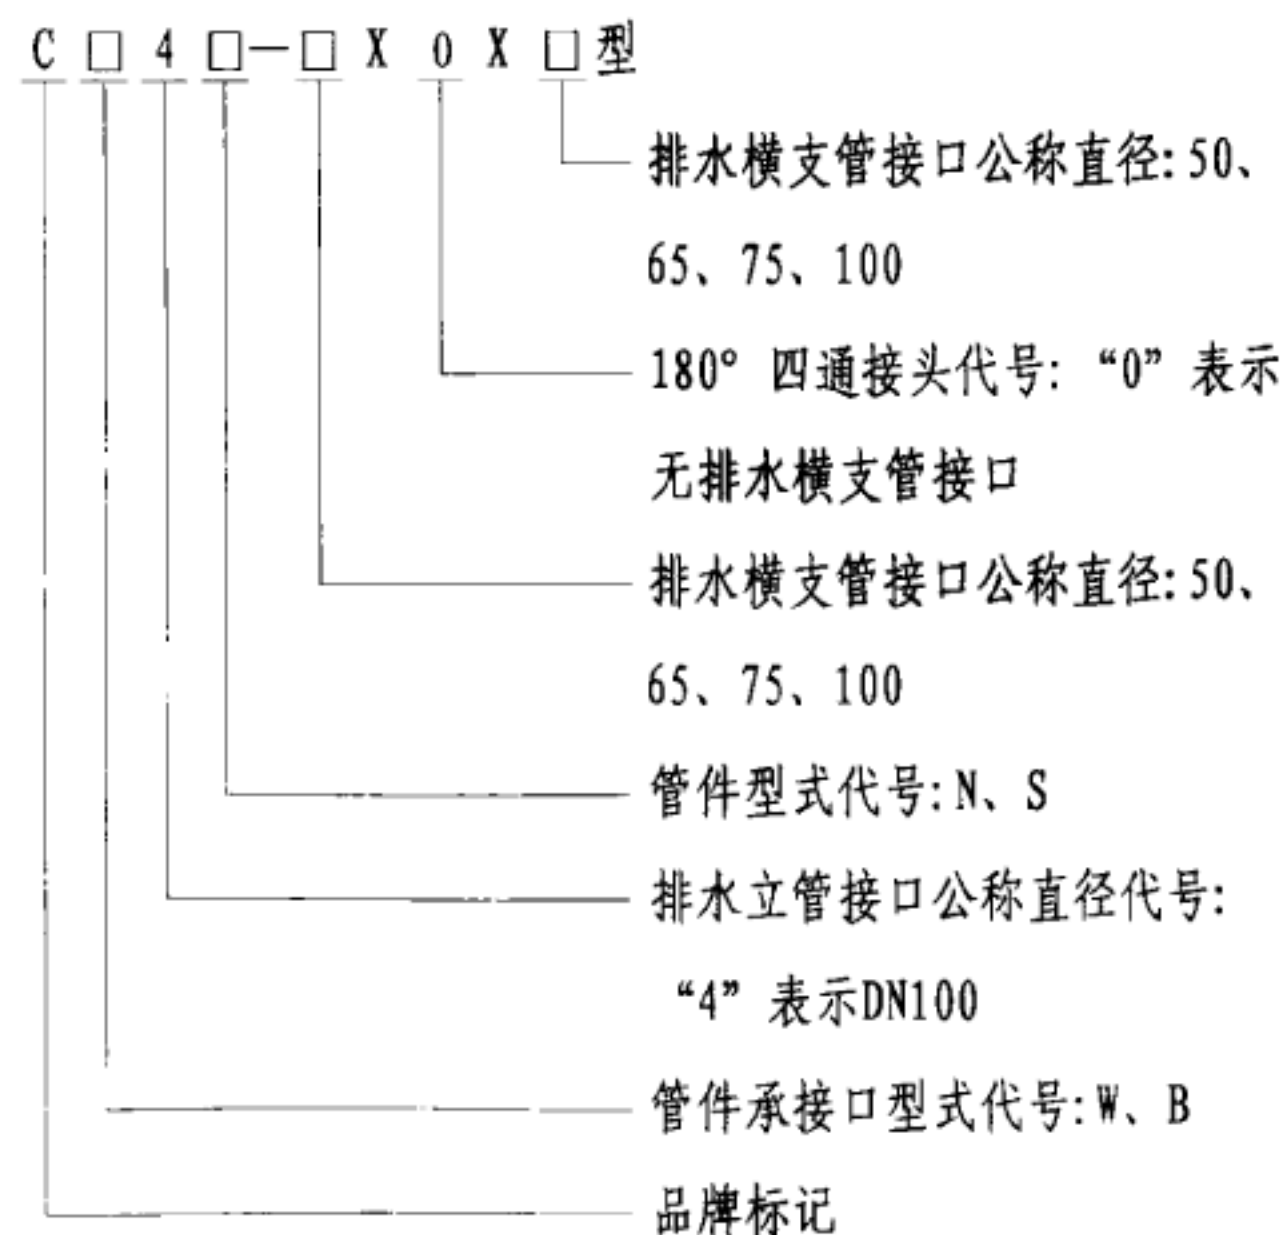 C□4□—□X0X□型
排水横支管接口公称直径:50、
65、75、100
180°四通接头代号:“0”表示
无排水横支管接口
排水横支管接口公称直径:50、
65、75、100
管件型式代号:N、S
排水立管接口公称直径代号:
“4”表示DN100
管件承接口型式代号:W、B
品牌标记